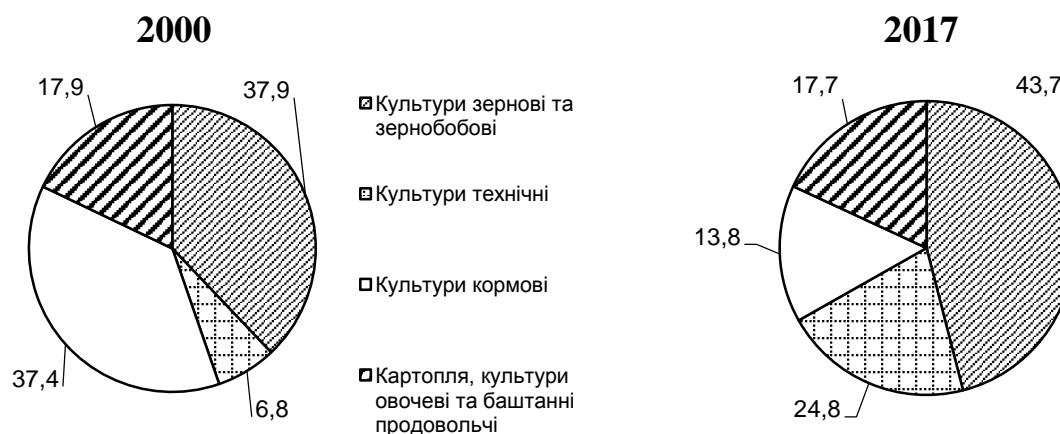 2000
2017
17,9
37,9
37,4
6,8
Культури зернові та
зернобобові
Культури технічні
Культури кормові
Картопля, культури
овочеві та баштанні
продовольчі
17,7
43,7
13,8
24,8